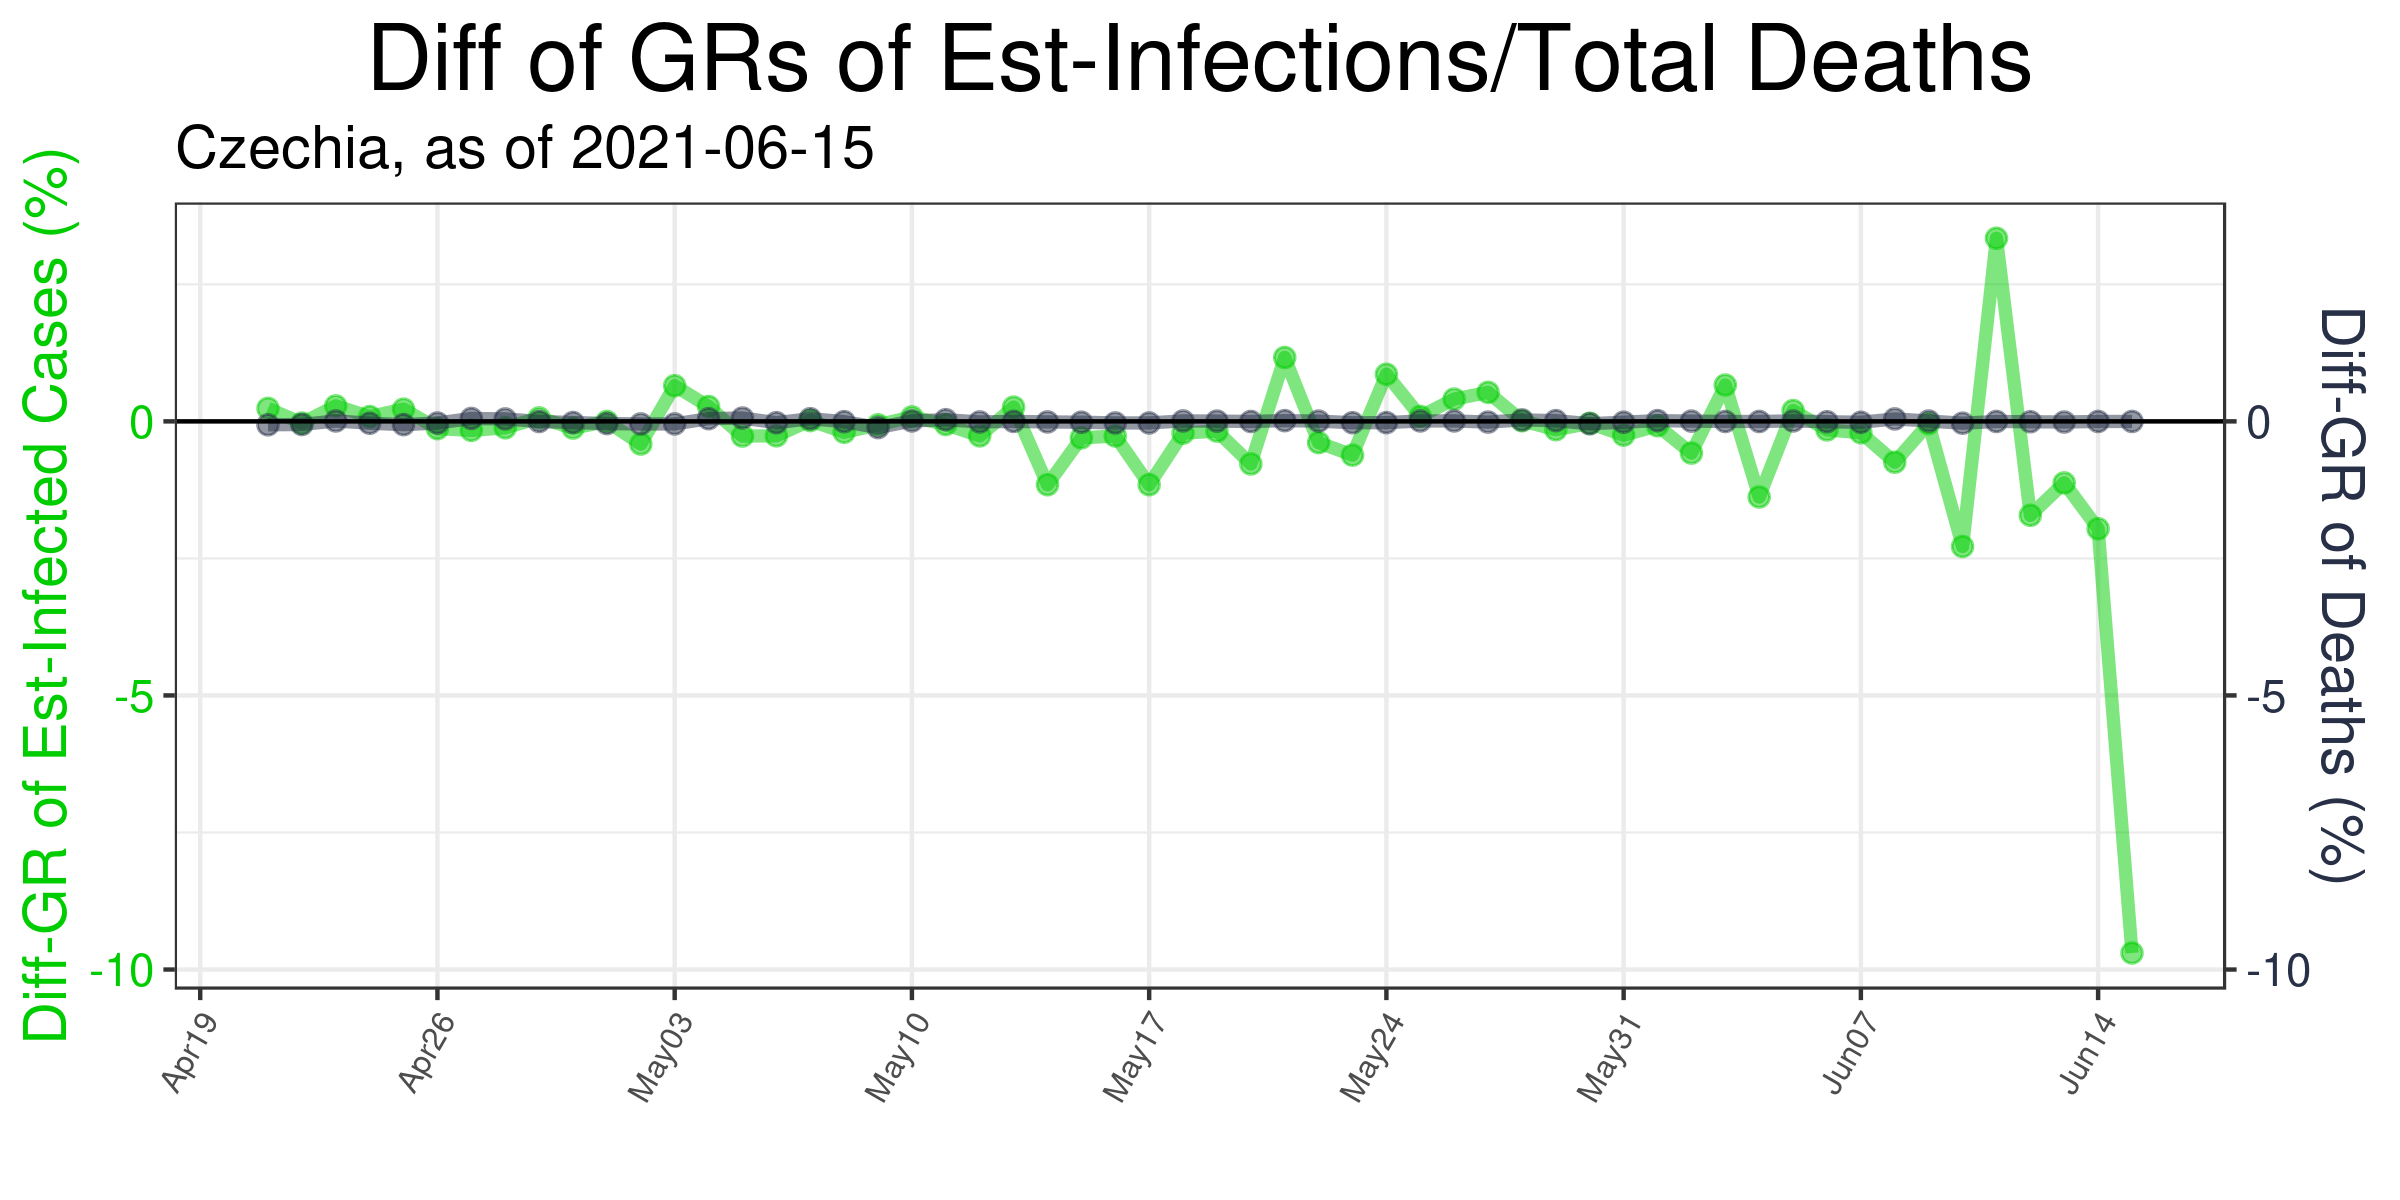 Diff of GRs of Est-Infections/Total Deaths
Czechia, as of 2021-06-15
Diff-GR of Est-Infected Cases (%)
0
-5
-10
0
-5
-10
Diff-GR of Deaths (%)
Apr19
Apr26
May03
May10
May17
May24
May31
Jun07
Jun14